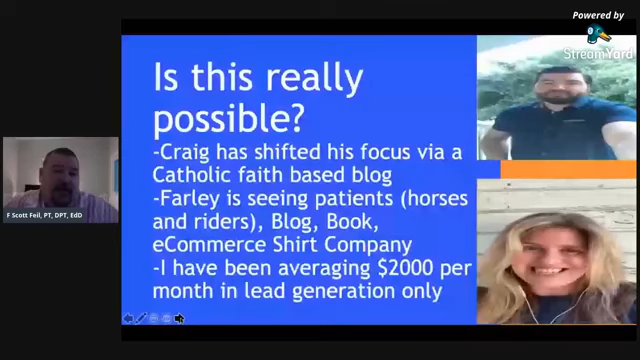 Powered by
StreamYard
Is this really
possible?
-Craig has shifted his focus via a
Catholic faith based blog
-Farley is seeing patients (horses
and riders), Blog, Book,
eCommerce Shirt Company
-I have been averaging $2000 per
month in lead generation only
F Scott Feil, PT, DPT, EdD